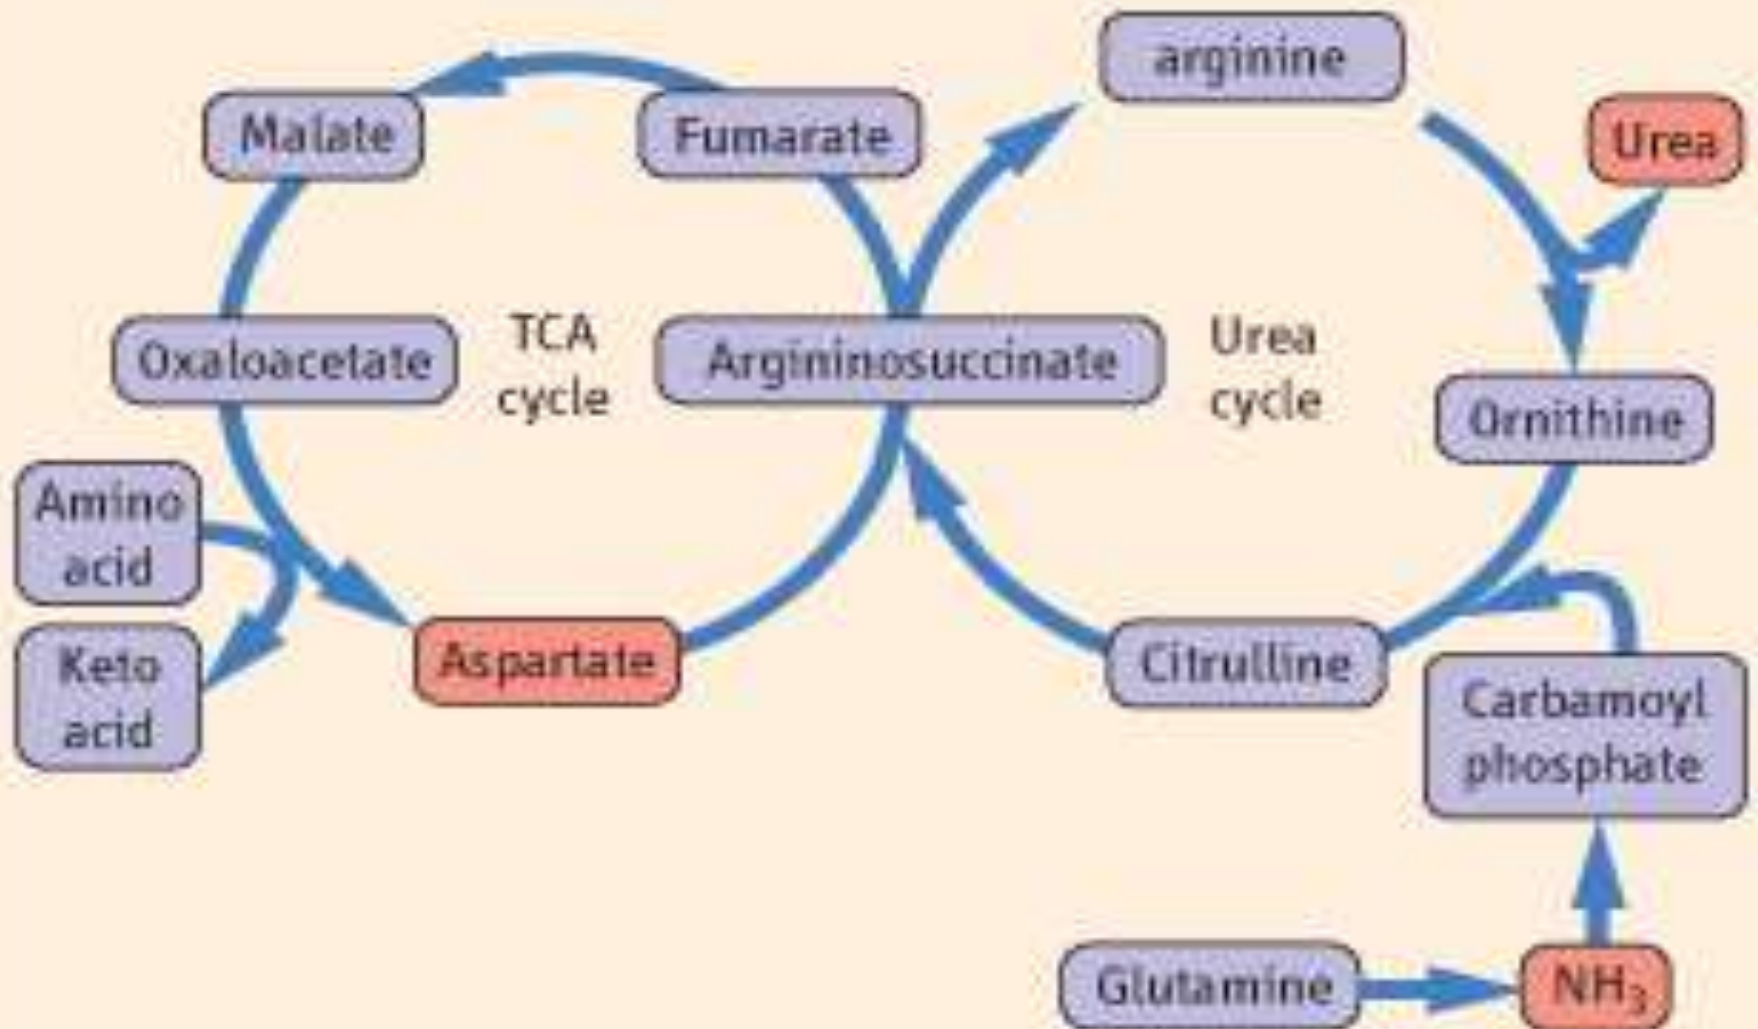 arginine
Malate
Fumarate
Urea
Oxaloacetate
TCA
cycle
Argininosuccinate
Urea
cycle
Ornithine
Amino
acid
Keto
acid
Aspartate
Citrulline
Carbamoyl
phosphate
Glutamine
NH₃